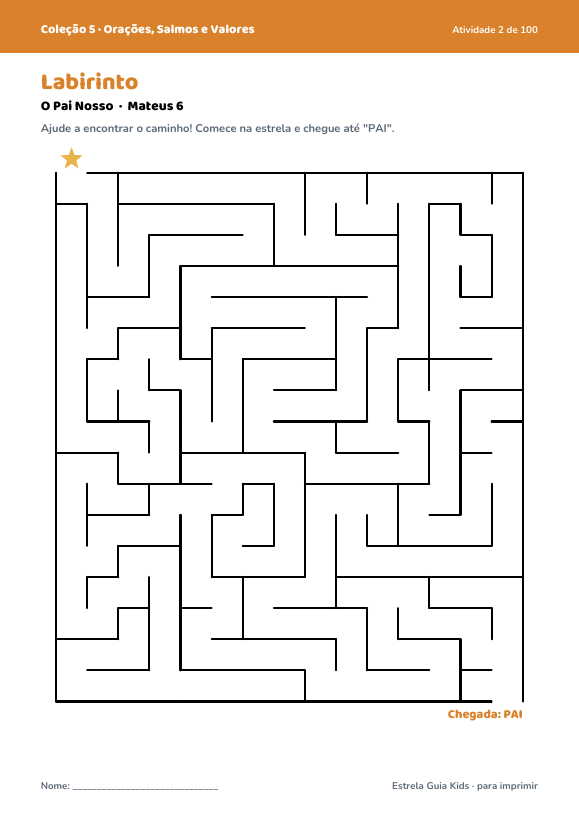 Coleção 5 · Orações, Salmos e Valores
Atividade 2 de 100
Labirinto
O Pai Nosso · Mateus 6
Ajude a encontrar o caminho! Comece na estrela e chegue até "PAI".
Chegada: PAI
Nome: ____________________________
Estrela Guia Kids · para imprimir